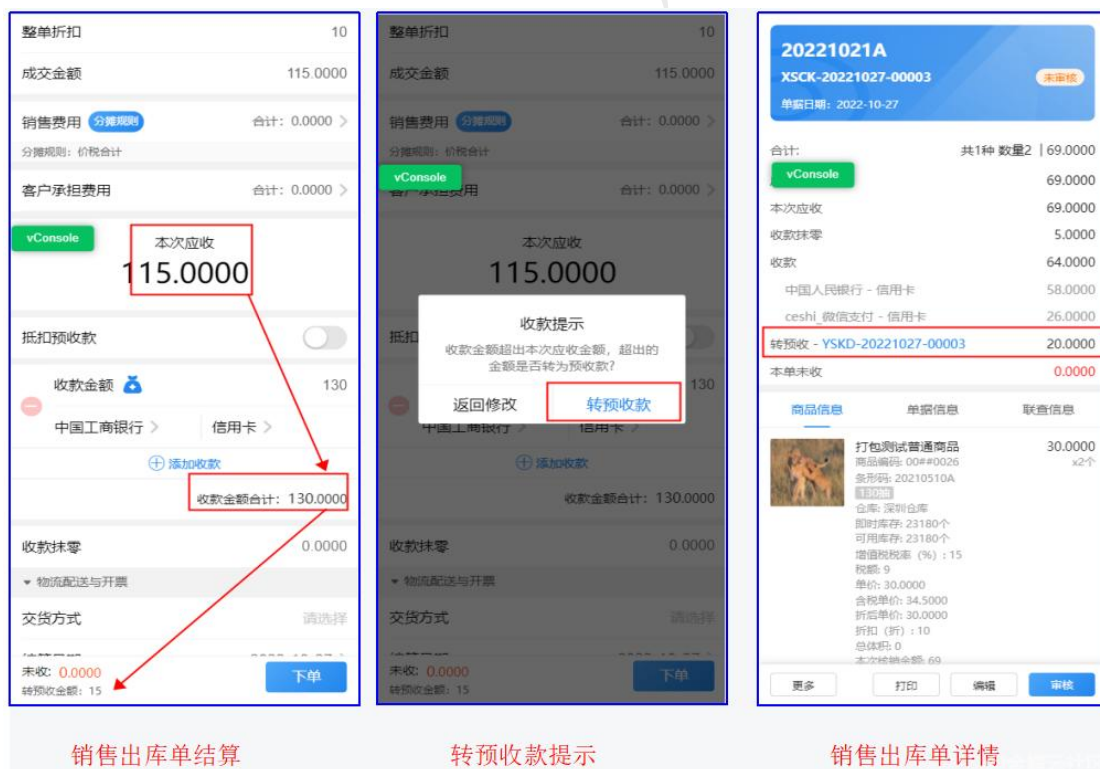 整单折扣 10
成交金额 115.0000
销售费用 分摊规则 合计：0.0000 >
分摊规则：价税合计
客户承担费用 合计：0.0000 >
vConsole
本次应收
115.0000
抵扣预收款
收款金额 130
中国工商银行 > 信用卡 >
添加收款
收款金额合计：130.0000
收款抹零 0.0000
物流配送与开票
交货方式 请选择
未收：0.0000
转预收金额：15
下单
销售出库单结算
整单折扣 10
成交金额 115.0000
销售费用 分摊规则 合计：0.0000 >
分摊规则：价税合计
vConsole
客户承担费用 合计：0.0000 >
本次应收
115.0000
抵扣
收款提示
收款金额超出本次应收金额，超出的
金额是否转为预收款?
返回修改 转预收款
130
中国工商银行 > 信用卡 >
添加收款
收款金额合计：130.0000
收款抹零 0.0000
物流配送与开票
交货方式 请选择
未收：0.0000
转预收金额：15
下单
转预收款提示
20221021A
XSCK-20221027-00003 未审核
单据日期：2022-10-27
合计: 共1种 数量2 | 69.0000
vConsole 69.0000
本次应收 69.0000
收款抹零 5.0000
收款 64.0000
中国人民银行 - 信用卡 58.0000
ceshi_微信支付 - 信用卡 26.0000
转预收 - YSKD-20221027-00003 20.0000
本单未收 0.0000
商品信息 单据信息 联查信息
打包测试普通商品 30.0000
商品编码: 00##0026 x2个
条形码: 20210510A
仓库: 深圳仓库
即时库存: 23180个
可用库存: 23180个
增值税税率（%）: 15
税额: 9
单价: 30.0000
含税单价: 34.5000
折后单价: 30.0000
折扣（折）: 10
总体积: 0
本次核销金额: 69
更多 打印 编辑 审核
销售出库单详情